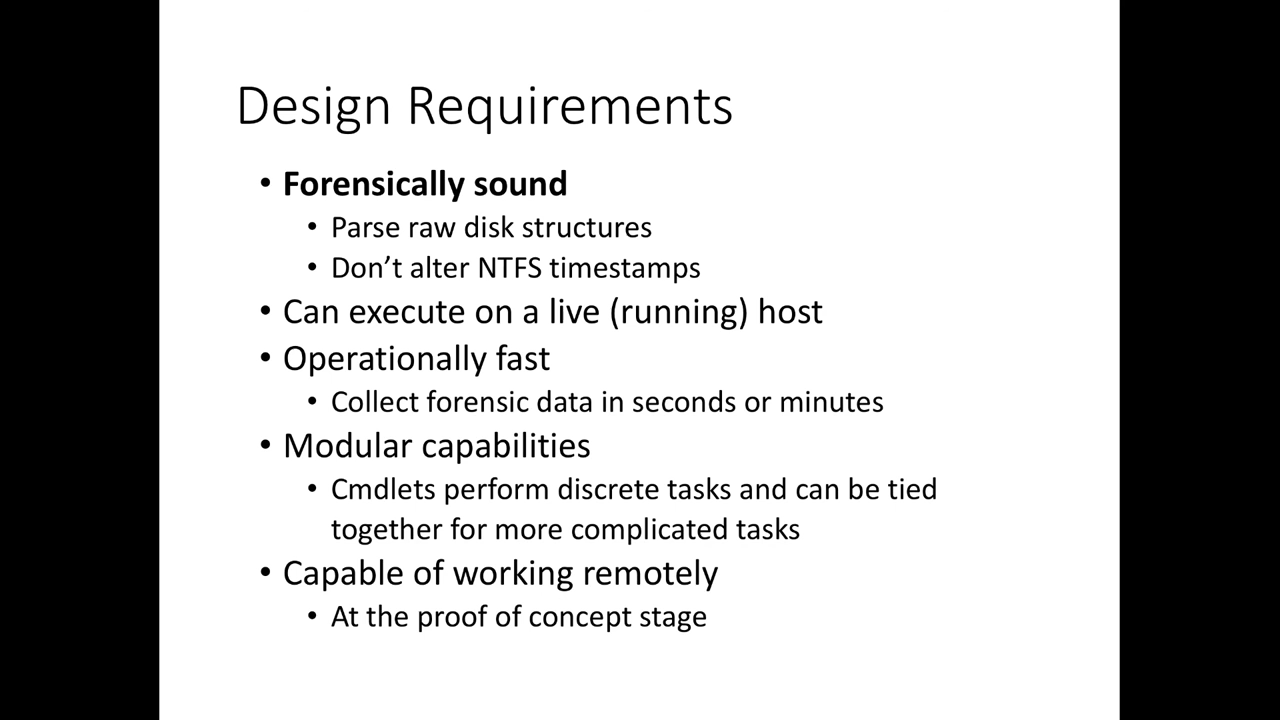 Design Requirements
• Forensically sound
• Parse raw disk structures
• Don’t alter NTFS timestamps
• Can execute on a live (running) host
• Operationally fast
• Collect forensic data in seconds or minutes
• Modular capabilities
• Cmdlets perform discrete tasks and can be tied
together for more complicated tasks
• Capable of working remotely
• At the proof of concept stage